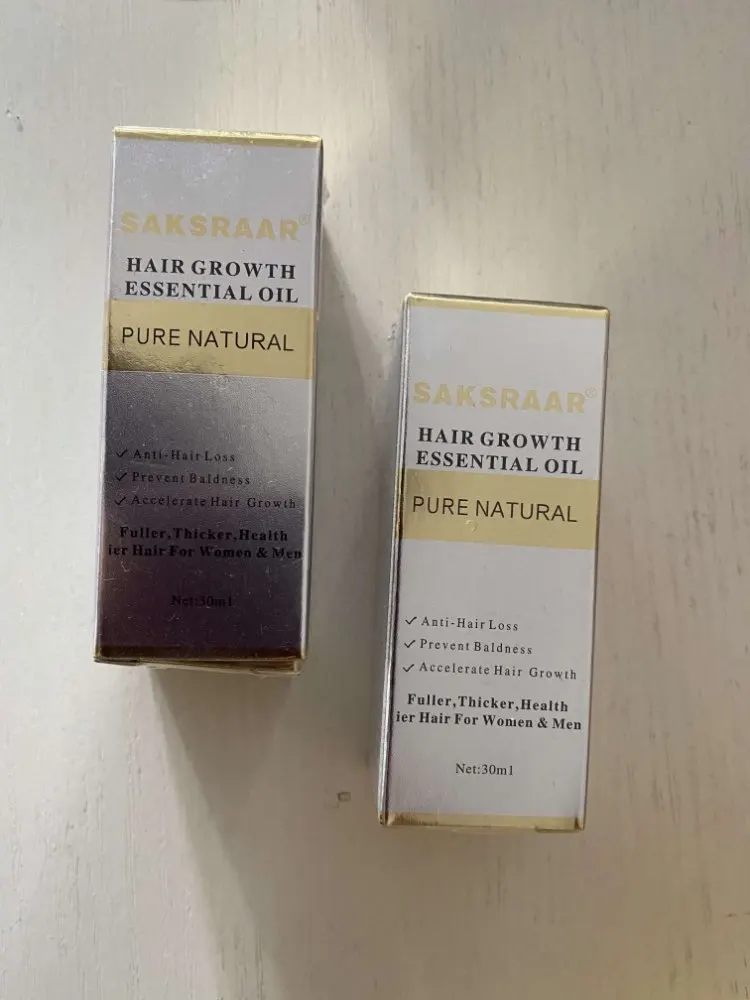 SAKSRAAR®
HAIR GROWTH
ESSENTIAL OIL
PURE NATURAL
✓ Anti-Hair Loss
✓ Prevent Baldness
✓ Accelerate Hair Growth
Fuller,Thicker,Health
ier Hair For Women & Men
Net:30ml
SAKSRAAR®
HAIR GROWTH
ESSENTIAL OIL
PURE NATURAL
✓ Anti-Hair Loss
✓ Prevent Baldness
✓ Accelerate Hair Growth
Fuller,Thicker,Health
ier Hair For Women & Men
Net:30ml